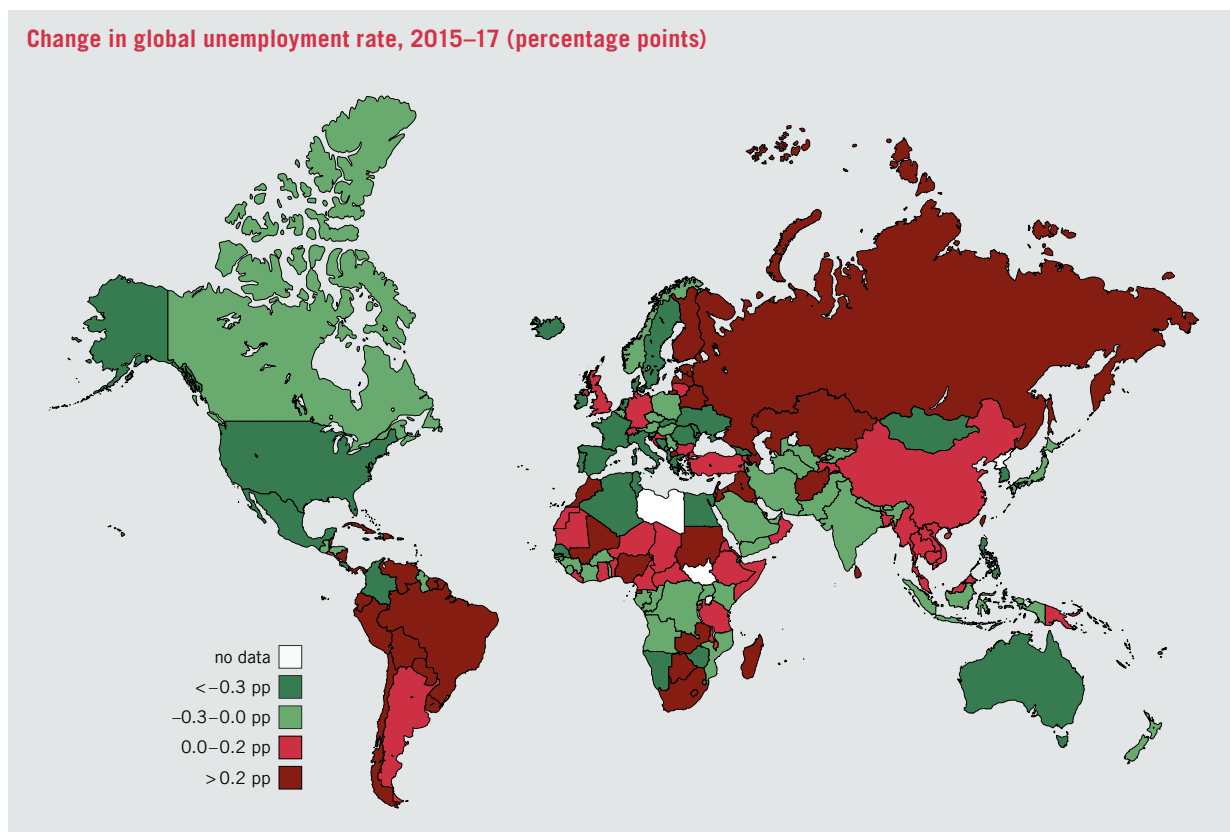 Change in global unemployment rate, 2015–17 (percentage points)
no data
<–0.3 pp
–0.3–0.0 pp
0.0–0.2 pp
>0.2 pp